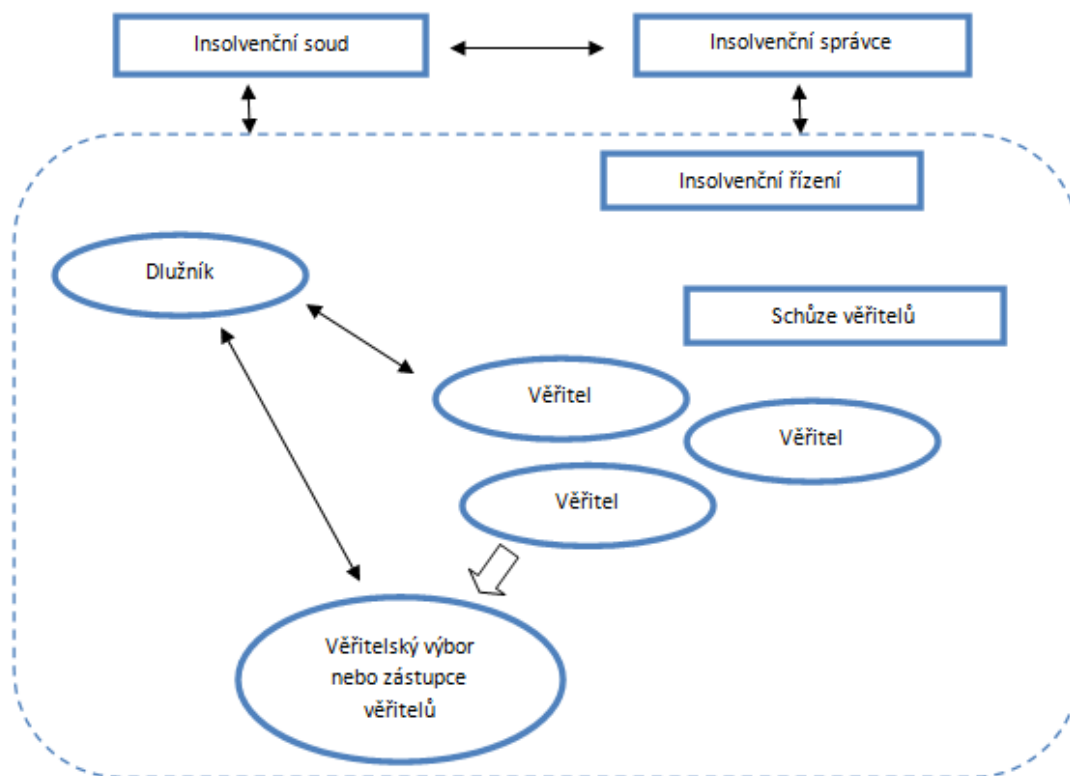 Insolvenční soud
Insolvenční správce
Insolvenční řízení
Dlužník
Schůze věřitelů
Věřitel
Věřitel
Věřitel
Věřitelský výbor
nebo zástupce
věřitelů